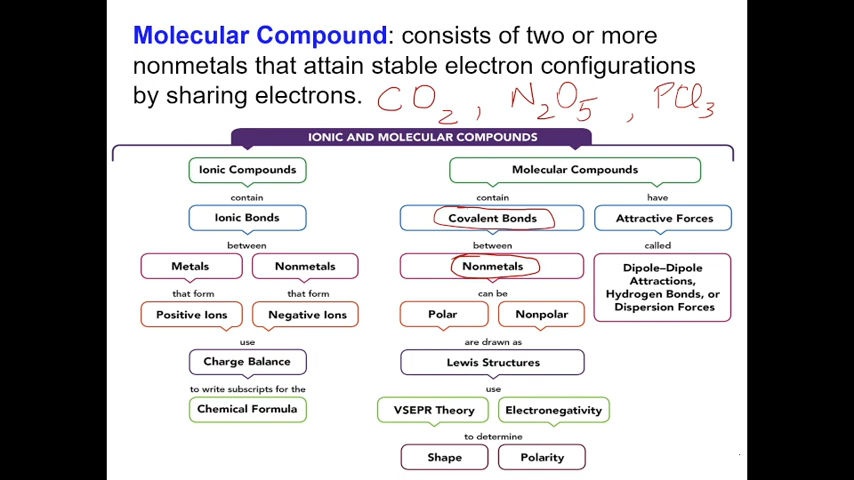 Molecular Compound: consists of two or more
nonmetals that attain stable electron configurations
by sharing electrons. CO2, N2O5, PCl3
IONIC AND MOLECULAR COMPOUNDS
Ionic Compounds
Molecular Compounds
contain
contain
have
Ionic Bonds
Covalent Bonds
Attractive Forces
between
between
called
Metals
Nonmetals
Nonmetals
Dipole–Dipole
Attractions,
Hydrogen Bonds, or
Dispersion Forces
that form
that form
can be
Positive Ions
Negative Ions
Polar
Nonpolar
use
are drawn as
Charge Balance
Lewis Structures
to write subscripts for the
use
Chemical Formula
VSEPR Theory
Electronegativity
to determine
Shape
Polarity